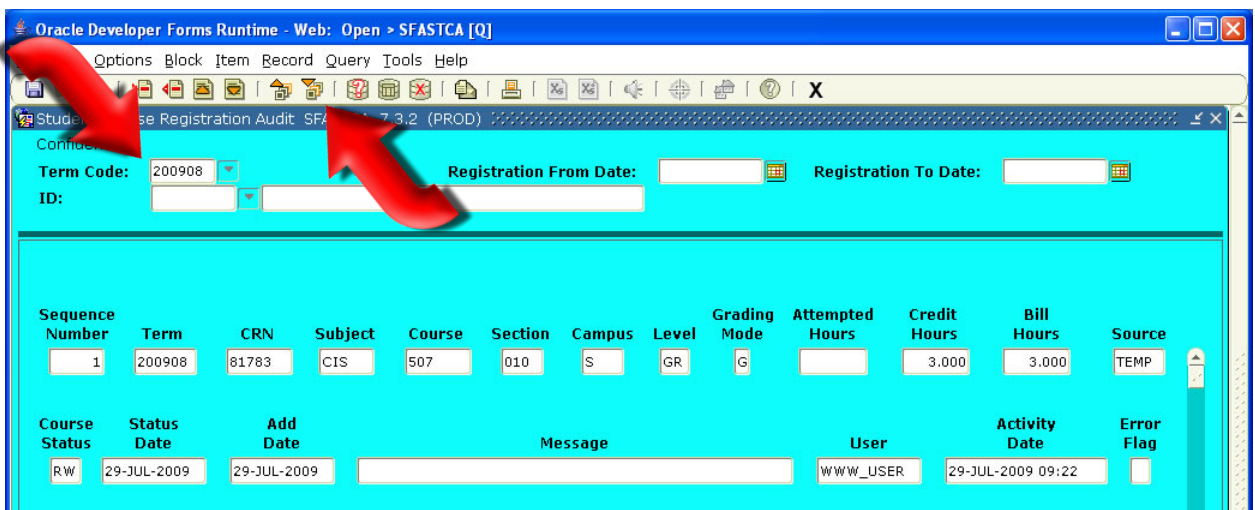 Oracle Developer Forms Runtime - Web: Open > SFASTCA [Q]
Options Block Item Record Query Tools Help
X
Registration Audit 7.3.2 (PROD)
Term Code: 200908 Registration From Date: Registration To Date:
ID:
Sequence Number Term CRN Subject Course Section Campus Level Grading Mode Attempted Hours Credit Hours Bill Hours Source
1 200908 81783 CIS 507 010 S GR G 3.000 3.000 TEMP
Course Status Status Date Add Date Message User Activity Date Error Flag
RW 29-JUL-2009 29-JUL-2009 WWW_USER 29-JUL-2009 09:22